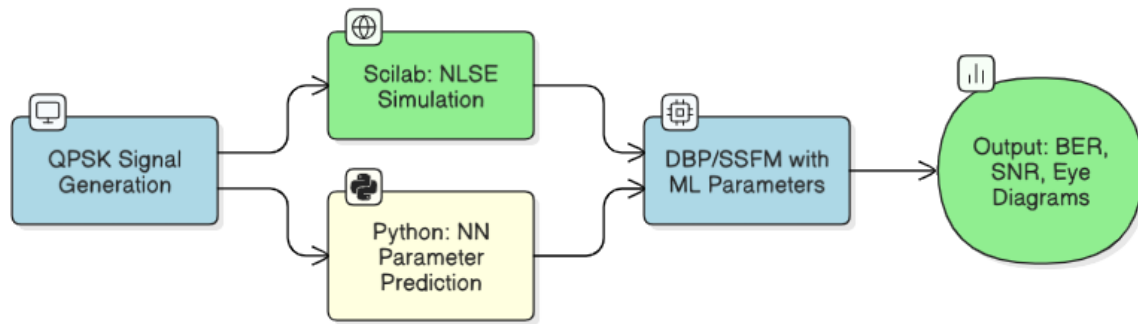 QPSK Signal
Generation
Scilab: NLSE
Simulation
Python: NN
Parameter
Prediction
DBP/SSFM with
ML Parameters
Output: BER,
SNR, Eye
Diagrams